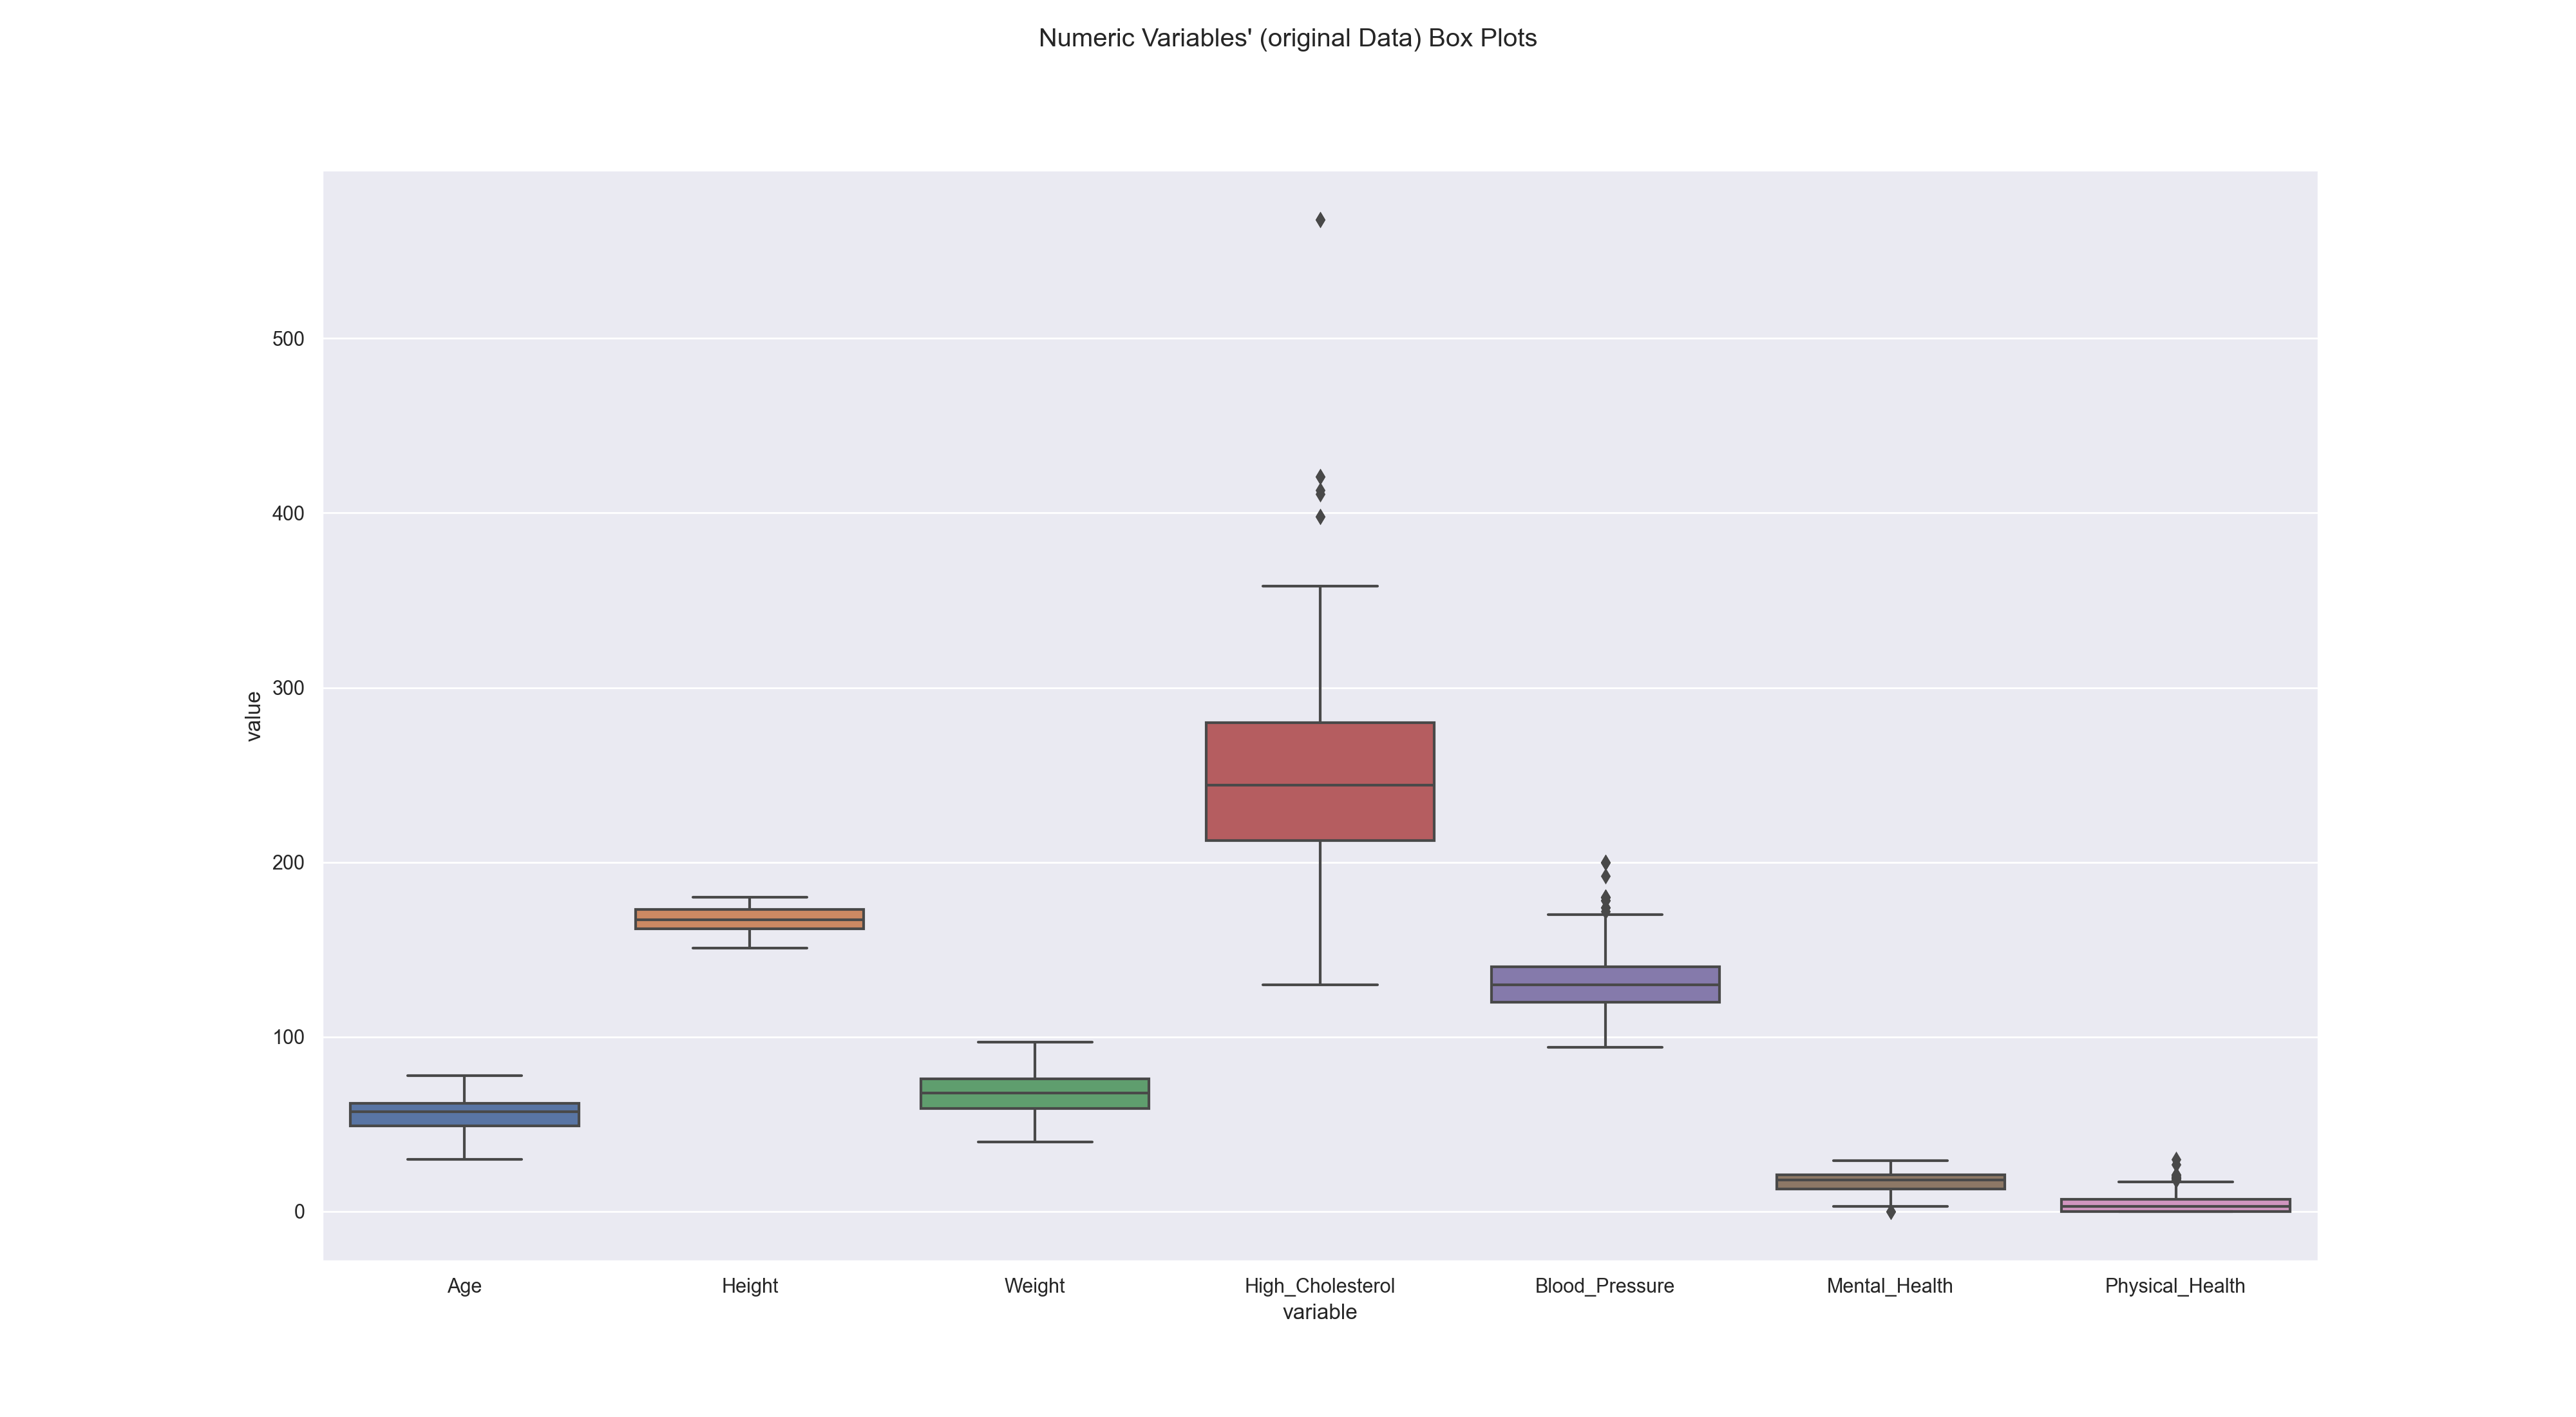 Numeric Variables' (original Data) Box Plots
500
400
300
200
100
0
value
Age
Height
Weight
High_Cholesterol
Blood_Pressure
Mental_Health
Physical_Health
variable